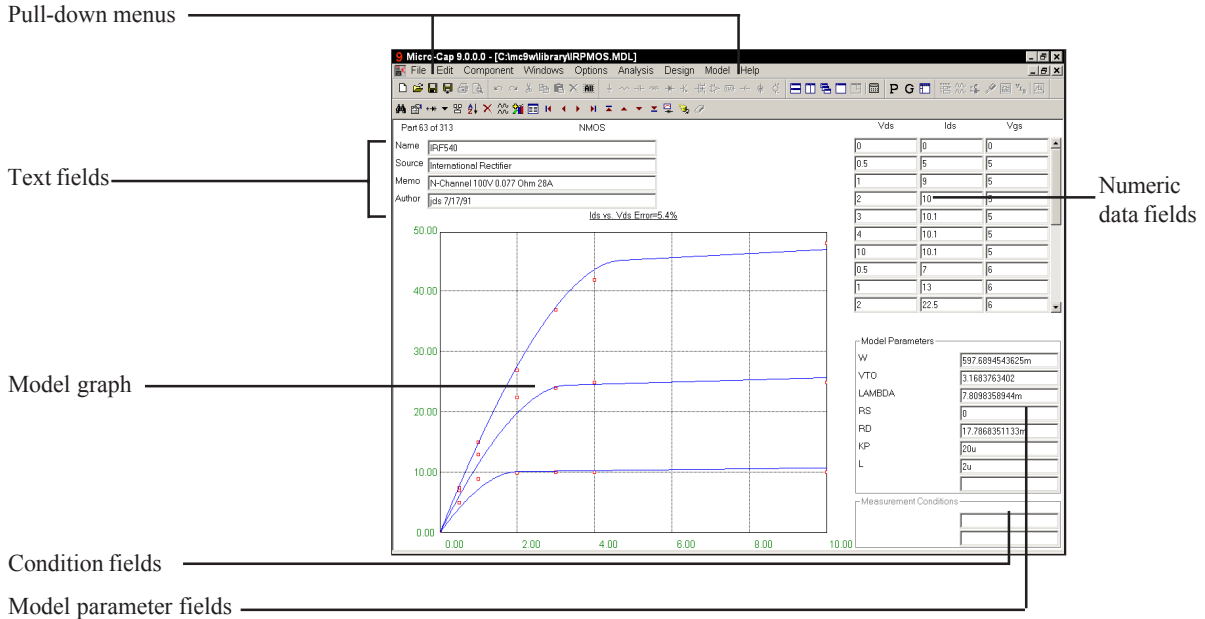 Pull-down menus
9 Micro-Cap 9.0.0.0 - [C:\mc9w\library\IRPMOS.MDL]
File Edit Component Windows Options Analysis Design Model Help
P G
Part 63 of 313 NMOS
Name IRF540
Source International Rectifier
Memo N-Channel 100V 0.077 Ohm 28A
Author jds 7/17/91
Text fields
Vds Ids Vgs
0 0 0
0.5 5 5
1 9 5
2 10 5
3 10.1 5
4 10.1 5
10 10.1 5
0.5 7 6
1 13 6
2 22.5 6
Numeric
data fields
Ids vs. Vds Error=5.4%
50.00
40.00
30.00
20.00
10.00
0.00
0.00 2.00 4.00 6.00 8.00 10.00
Model graph
Model Parameters
W 597.6894543625m
VTO 3.1683763402
LAMBDA 7.8098358944m
RS 0
RD 17.7868351133m
KP 20u
L 2u
Measurement Conditions
Condition fields
Model parameter fields